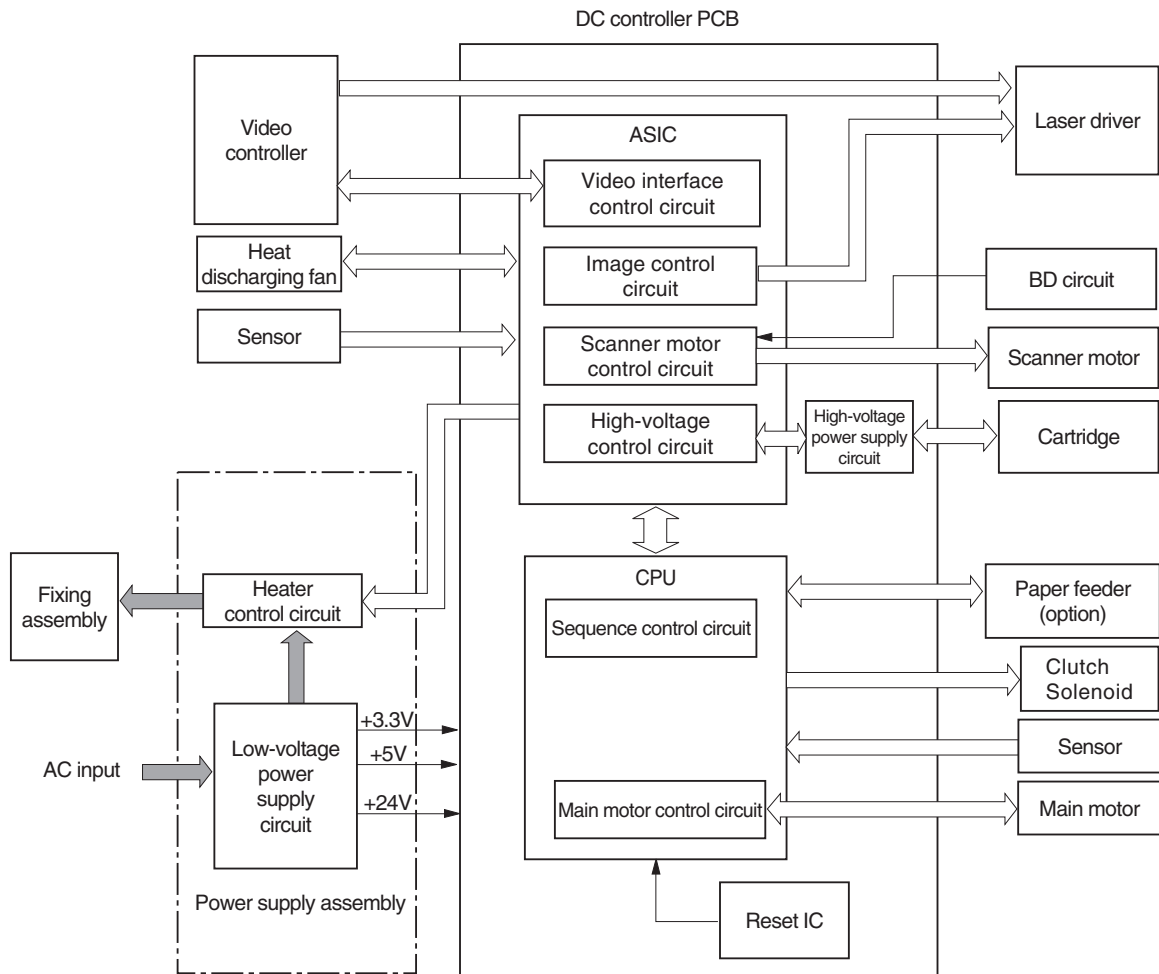 DC controller PCB
Video
controller
Laser driver
ASIC
Video interface
control circuit
Heat
discharging fan
Image control
circuit
BD circuit
Sensor
Scanner motor
control circuit
Scanner motor
High-voltage
control circuit
High-voltage
power supply
circuit
Cartridge
Fixing
assembly
Heater
control circuit
CPU
Sequence control circuit
Paper feeder
(option)
Clutch
Solenoid
+3.3V
+5V
+24V
AC input
Low-voltage
power
supply
circuit
Sensor
Main motor control circuit
Main motor
Power supply assembly
Reset IC